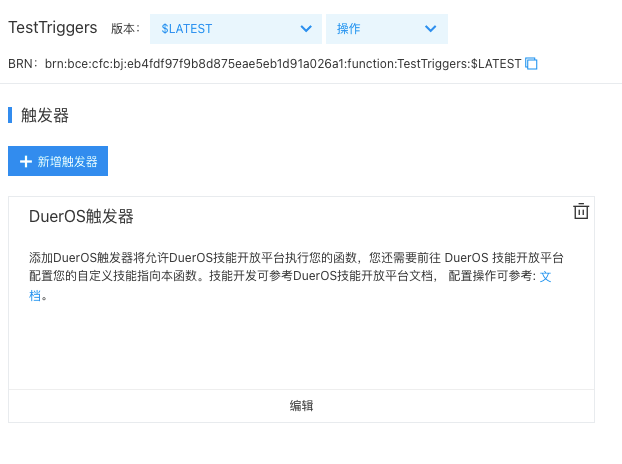 TestTriggers 版本： $LATEST 操作
BRN： brn:bce:cfc:bj:eb4fdf97f9b8d875eae5eb1d91a026a1:function:TestTriggers:$LATEST
触发器
新增触发器
DuerOS触发器
添加DuerOS触发器将允许DuerOS技能开放平台执行您的函数，您还需要前往 DuerOS 技能开放平台
配置您的自定义技能指向本函数。技能开发可参考DuerOS技能开放平台文档， 配置操作可参考: 文
档。
编辑